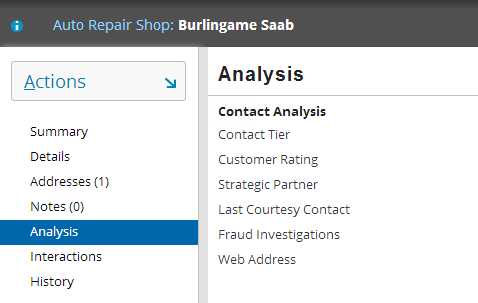 Auto Repair Shop: Burlingame Saab
Actions
Summary
Details
Addresses (1)
Notes (0)
Analysis
Interactions
History
Analysis
Contact Analysis
Contact Tier
Customer Rating
Strategic Partner
Last Courtesy Contact
Fraud Investigations
Web Address